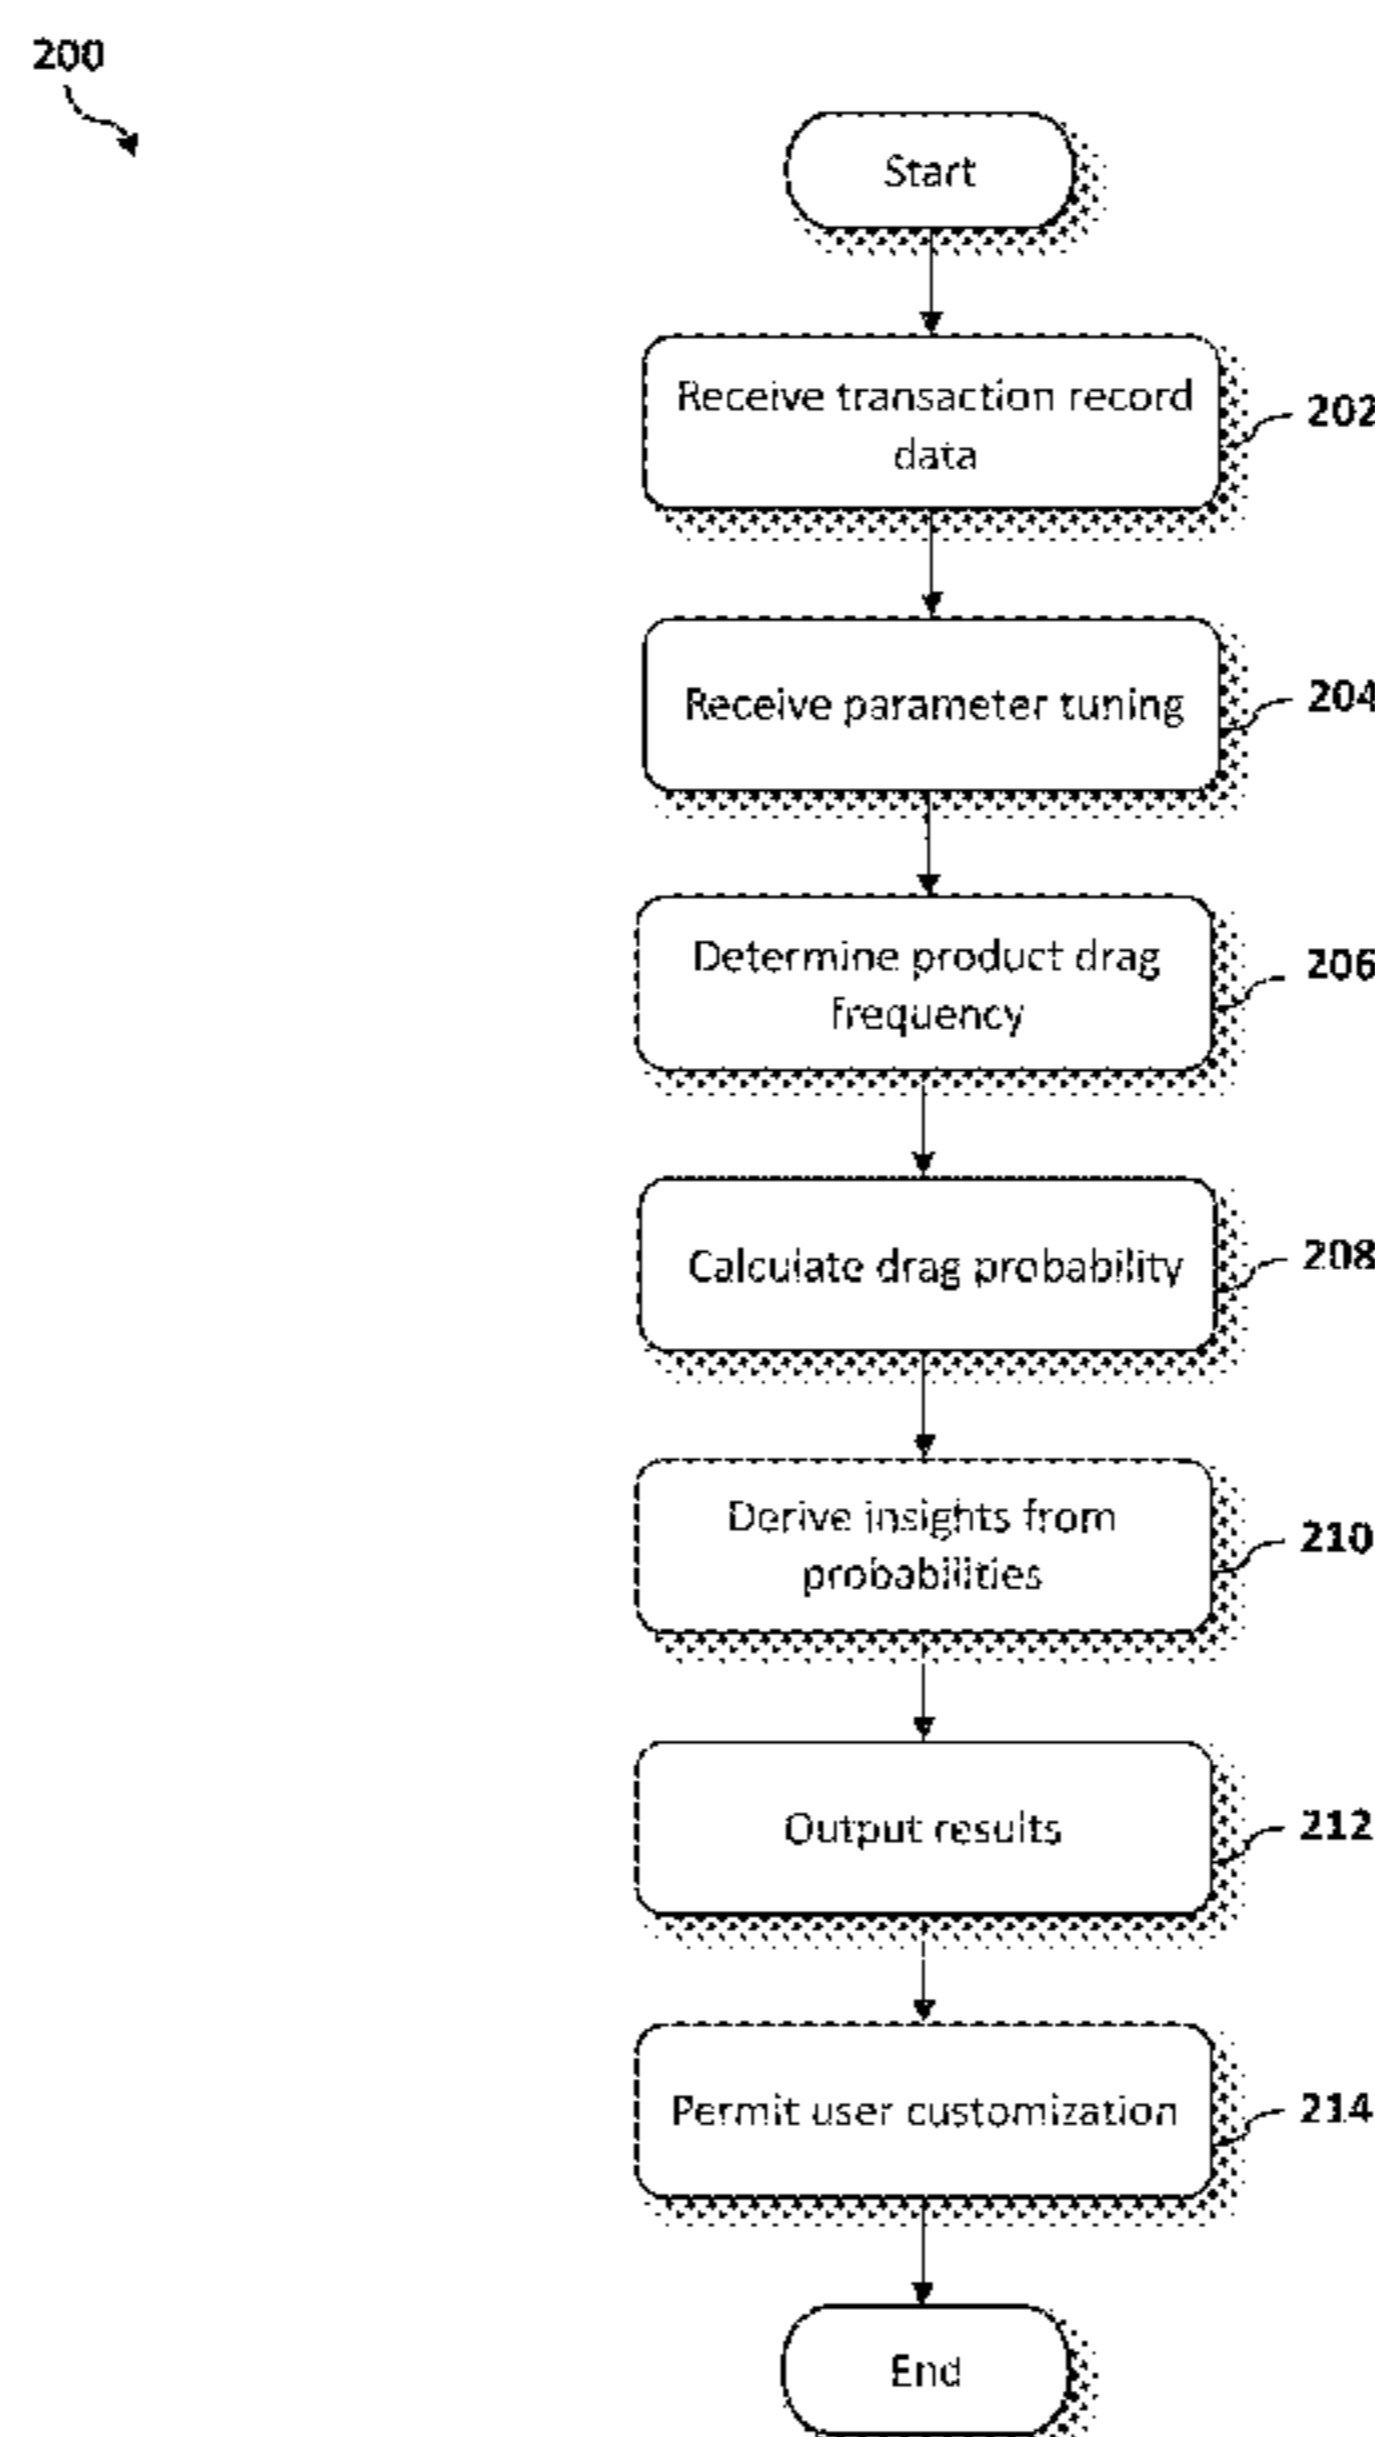 200
Start
Receive transaction record
data
202
Receive parameter tuning
204
Determine product drag
frequency
206
Calculate drag probability
208
Derive insights from
probabilities
210
Output results
212
Permit user customization
214
End